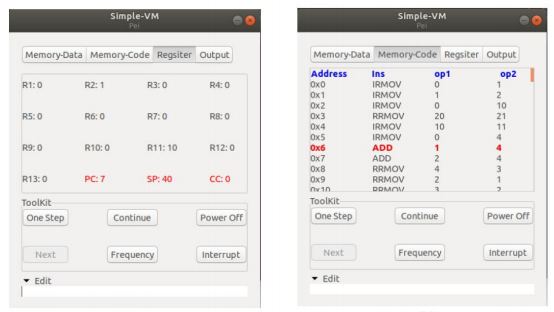 Simple-VM
Pei
Memory-Data Memory-Code Regsiter Output
R1: 0 R2: 1 R3: 0 R4: 0
R5: 0 R6: 0 R7: 0 R8: 0
R9: 0 R10: 0 R11: 10 R12: 0
R13: 0 PC: 7 SP: 40 CC: 0
ToolKit
One Step Continue Power Off
Next Frequency Interrupt
Edit
Simple-VM
Pei
Memory-Data Memory-Code Regsiter Output
Address Ins op1 op2
0x0 IRMOV 0 1
0x1 IRMOV 1 2
0x2 IRMOV 0 10
0x3 RRMOV 20 21
0x4 IRMOV 10 11
0x5 IRMOV 0 4
0x6 ADD 1 4
0x7 ADD 2 4
0x8 RRMOV 4 3
0x9 RRMOV 2 1
0x10 RRMOV 3 2
ToolKit
One Step Continue Power Off
Next Frequency Interrupt
Edit